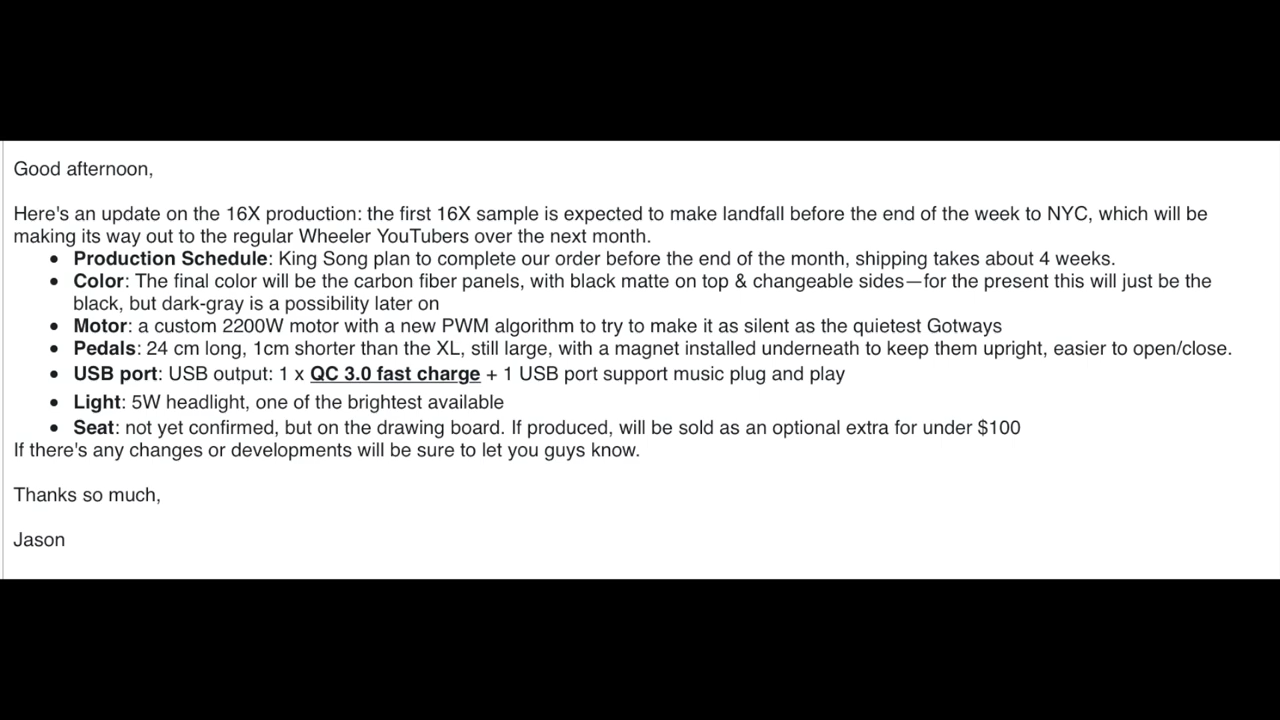 Good afternoon,
Here's an update on the 16X production: the first 16X sample is expected to make landfall before the end of the week to NYC, which will be
making its way out to the regular Wheeler YouTubers over the next month.
• Production Schedule: King Song plan to complete our order before the end of the month, shipping takes about 4 weeks.
• Color: The final color will be the carbon fiber panels, with black matte on top & changeable sides—for the present this will just be the
black, but dark-gray is a possibility later on
• Motor: a custom 2200W motor with a new PWM algorithm to try to make it as silent as the quietest Gotways
• Pedals: 24 cm long, 1cm shorter than the XL, still large, with a magnet installed underneath to keep them upright, easier to open/close.
• USB port: USB output: 1 x QC 3.0 fast charge + 1 USB port support music plug and play
• Light: 5W headlight, one of the brightest available
• Seat: not yet confirmed, but on the drawing board. If produced, will be sold as an optional extra for under $100
If there's any changes or developments will be sure to let you guys know.
Thanks so much,
Jason